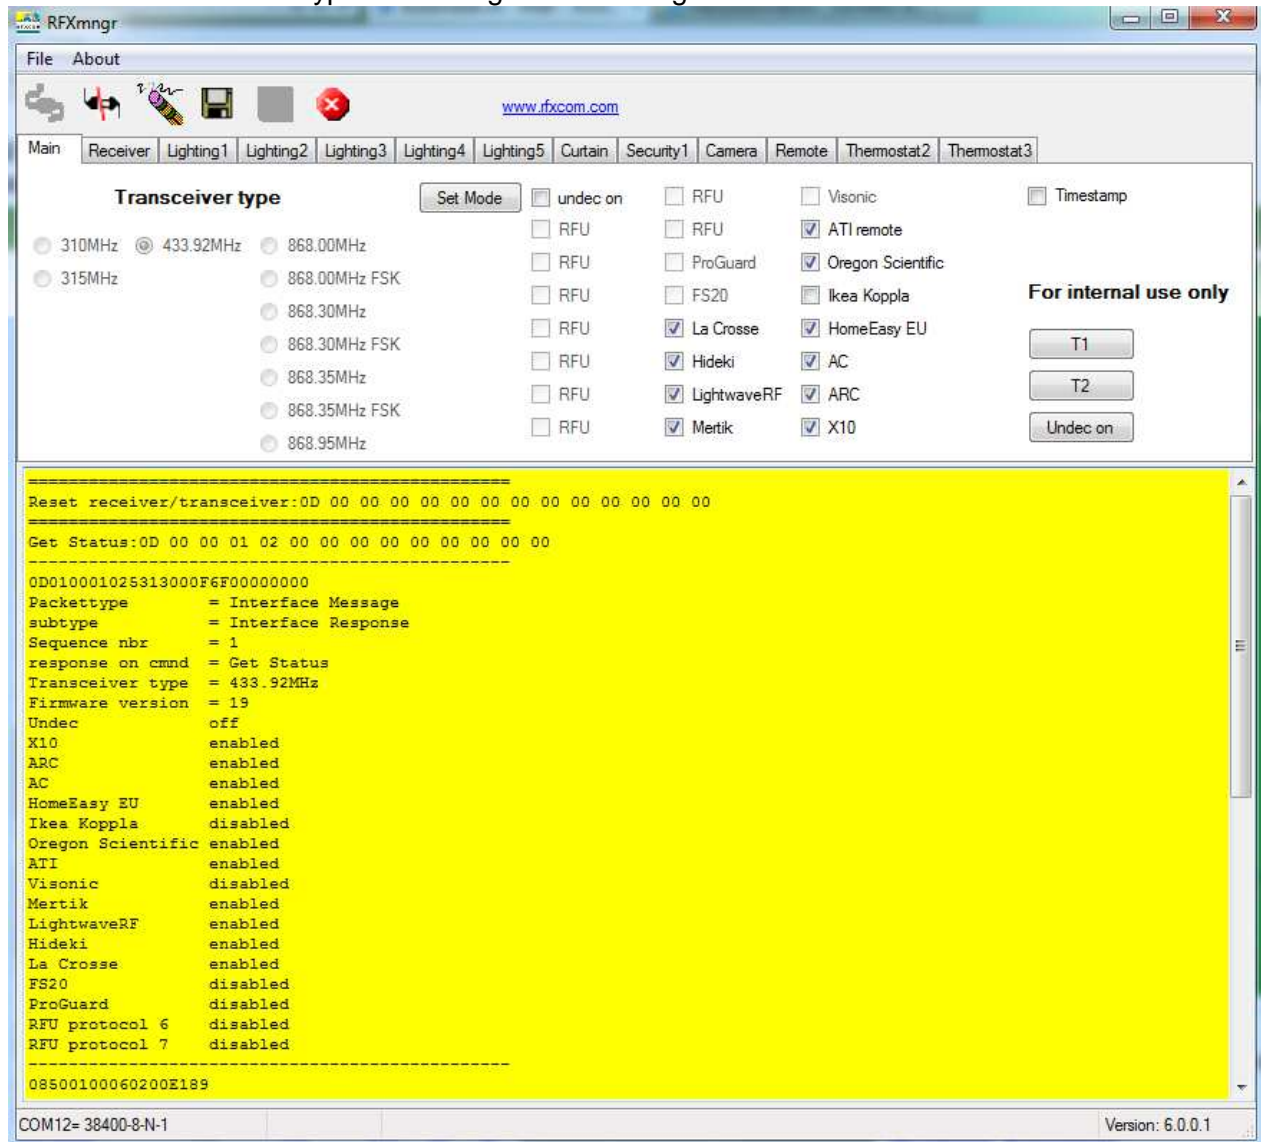 RFXmngr
File About
www.rfxcom.com
Main Receiver Lighting1 Lighting2 Lighting3 Lighting4 Lighting5 Curtain Security1 Camera Remote Thermostat2 Thermostat3
Transceiver type Set Mode undec on RFU Visonic Timestamp
310MHz 433.92MHz 868.00MHz RFU RFU ATI remote
315MHz 868.00MHz FSK RFU ProGuard Oregon Scientific
868.30MHz RFU FS20 Ikea Koppla For internal use only
868.30MHz FSK RFU La Crosse HomeEasy EU T1
868.35MHz RFU Hideki AC T2
868.35MHz FSK RFU LightwaveRF ARC
868.95MHz RFU Mertik X10 Undec on
================================================
Reset receiver/transceiver:0D 00 00 00 00 00 00 00 00 00 00 00 00 00
================================================
Get Status:0D 00 00 01 02 00 00 00 00 00 00 00 00 00
------------------------------------------------
0D010001025313000F6F00000000
Packettype = Interface Message
subtype = Interface Response
Sequence nbr = 1
response on cmnd = Get Status
Transceiver type = 433.92MHz
Firmware version = 19
Undec off
X10 enabled
ARC enabled
AC enabled
HomeEasy EU enabled
Ikea Koppla disabled
Oregon Scientific enabled
ATI enabled
Visonic disabled
Mertik enabled
LightwaveRF enabled
Hideki enabled
La Crosse enabled
FS20 disabled
ProGuard disabled
RFU protocol 6 disabled
RFU protocol 7 disabled
------------------------------------------------
08500100060200E189
COM12= 38400-8-N-1 Version: 6.0.0.1